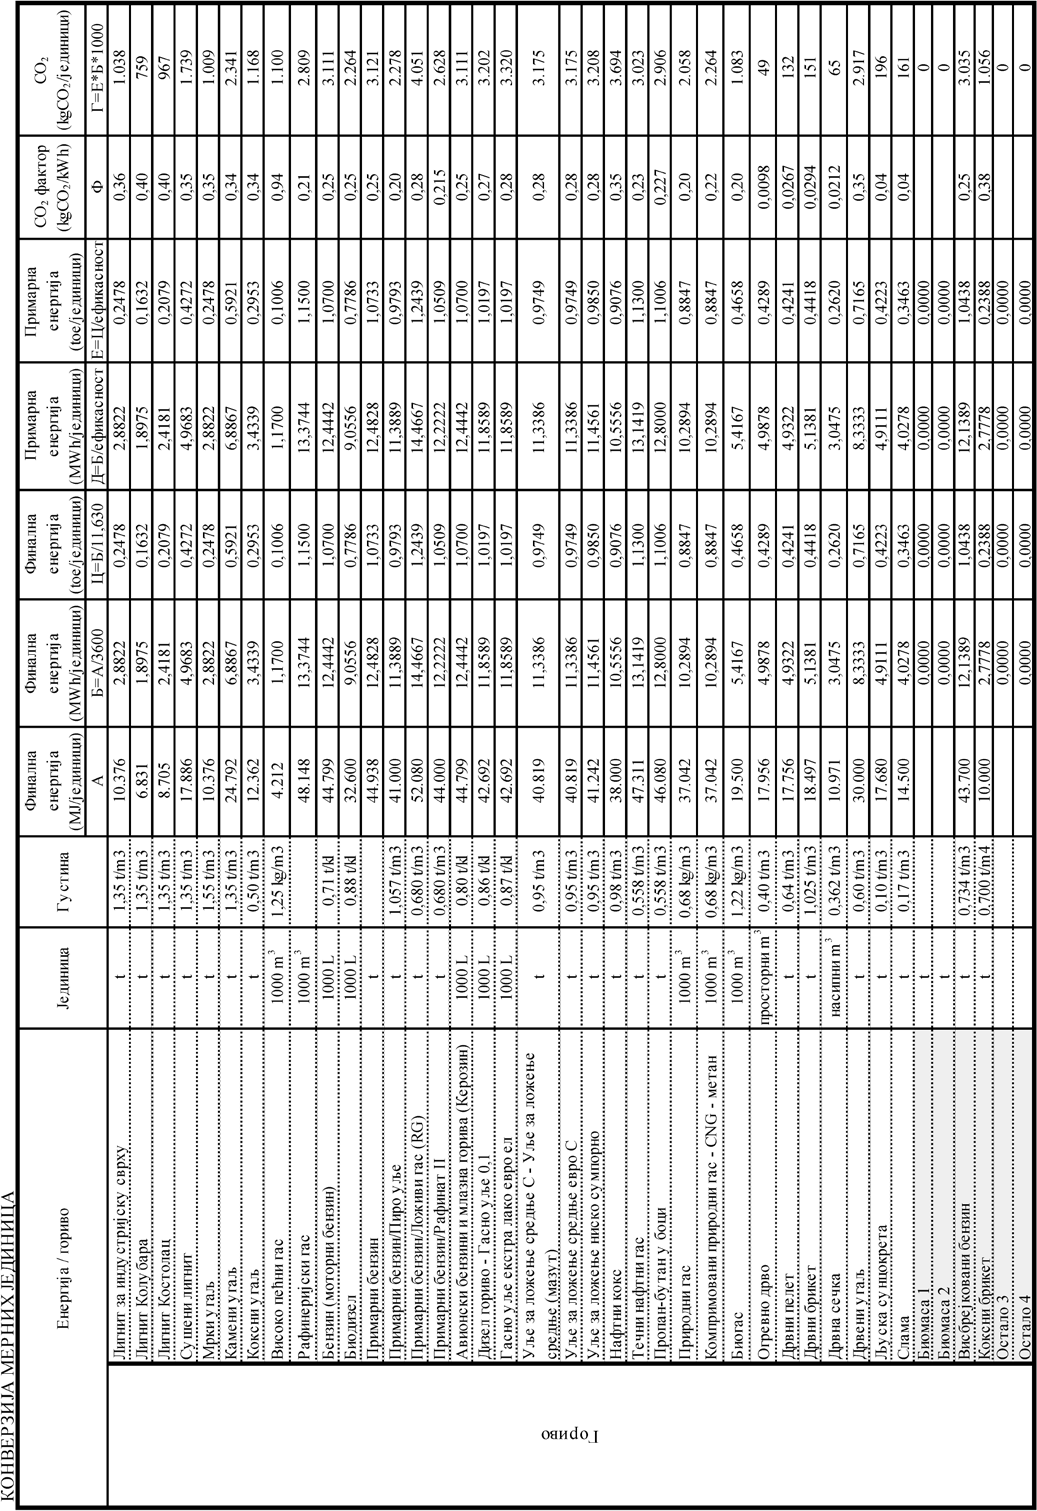 КОНВЕРЗИЈА МЕРНИХ ЈЕДИНИЦА
Енергија / гориво Јединица Густина Финална енергија (MJ/јединици) Финална енергија (MWh/јединици) Финална енергија (toe/јединици) Примарна енергија (MWh/јединици) Примарна енергија (toe/јединици) CO2 фактор (kgCO2/kWh) CO2 (kgCO2/јединици)
А Б=А/3600 Ц=Б/11,630 Д=Б/ефикасност Е=Ц/ефикасност Ф Г=Е*Б*1000
Гориво
Лигнит за индустријску сврху t 1,35 t/m3 10.376 2,8822 0,2478 2,8822 0,2478 0,36 1.038
Лигнит Колубара t 1,35 t/m3 6.831 1,8975 0,1632 1,8975 0,1632 0,40 759
Лигнит Костолац t 1,35 t/m3 8.705 2,4181 0,2079 2,4181 0,2079 0,40 967
Сушени лигнит t 1,35 t/m3 17.886 4,9683 0,4272 4,9683 0,4272 0,35 1.739
Мрки угаљ t 1,55 t/m3 10.376 2,8822 0,2478 2,8822 0,2478 0,35 1.009
Камени угаљ t 1,35 t/m3 24.792 6,8867 0,5921 6,8867 0,5921 0,34 2.341
Коксни угаљ t 0,50 t/m3 12.362 3,4339 0,2953 3,4339 0,2953 0,34 1.168
Високо пећни гас 1000 m3 1,25 kg/m3 4.212 1,1700 0,1006 1,1700 0,1006 0,94 1.100
Рафинеријски гас 1000 m3 48.148 13,3744 1,1500 13,3744 1,1500 0,21 2.809
Бензин (моторни бензин) 1000 L 0,71 t/kl 44.799 12,4442 1,0700 12,4442 1,0700 0,25 3.111
Биодизел 1000 L 0,88 t/kl 32.600 9,0556 0,7786 9,0556 0,7786 0,25 2.264
Примарни бензин t 44.938 12,4828 1,0733 12,4828 1,0733 0,25 3.121
Примарни бензин/Пиро уље t 1,057 t/m3 41.000 11,3889 0,9793 11,3889 0,9793 0,20 2.278
Примарни бензин/Ложиви гас (RG) t 0,680 t/m3 52.080 14,4667 1,2439 14,4667 1,2439 0,28 4.051
Примарни бензин/Рафинат II t 0,680 t/m3 44.000 12,2222 1,0509 12,2222 1,0509 0,215 2.628
Авионски бензини и млазна горива (Керозин) 1000 L 0,80 t/kl 44.799 12,4442 1,0700 12,4442 1,0700 0,25 3.111
Дизел гориво - Гасно уље 0,1 1000 L 0,86 t/kl 42.692 11,8589 1,0197 11,8589 1,0197 0,27 3.202
Гасно уље екстра лако евро ел 1000 L 0,87 t/kl 42.692 11,8589 1,0197 11,8589 1,0197 0,28 3.320
Уље за ложење средње С - Уље за ложење средње (мазут) t 0,95 t/m3 40.819 11,3386 0,9749 11,3386 0,9749 0,28 3.175
Уље за ложење средње евро С t 0,95 t/m3 40.819 11,3386 0,9749 11,3386 0,9749 0,28 3.175
Уље за ложење ниско сумпорно t 0,95 t/m3 41.242 11,4561 0,9850 11,4561 0,9850 0,28 3.208
Нафтни кокс t 0,98 t/m3 38.000 10,5556 0,9076 10,5556 0,9076 0,35 3.694
Течни нафтни гас t 0,558 t/m3 47.311 13,1419 1,1300 13,1419 1,1300 0,23 3.023
Пропан-бутан у боци t 0,558 t/m3 46.080 12,8000 1,1006 12,8000 1,1006 0,227 2.906
Природни гас 1000 m3 0,68 kg/m3 37.042 10,2894 0,8847 10,2894 0,8847 0,20 2.058
Компримовани природни гас - CNG - метан 1000 m3 0,68 kg/m3 37.042 10,2894 0,8847 10,2894 0,8847 0,22 2.264
Биогас 1000 m3 1,22 kg/m3 19.500 5,4167 0,4658 5,4167 0,4658 0,20 1.083
Огревно дрво просторни m3 0,40 t/m3 17.956 4,9878 0,4289 4,9878 0,4289 0,0098 49
Дрвни пелет t 0,64 t/m3 17.756 4,9322 0,4241 4,9322 0,4241 0,0267 132
Дрвни брикет t 1,025 t/m3 18.497 5,1381 0,4418 5,1381 0,4418 0,0294 151
Дрвна сечка насипни m3 0,362 t/m3 10.971 3,0475 0,2620 3,0475 0,2620 0,0212 65
Дрвени угаљ t 0,60 t/m3 30.000 8,3333 0,7165 8,3333 0,7165 0,35 2.917
Љуска сунцокрета t 0,10 t/m3 17.680 4,9111 0,4223 4,9111 0,4223 0,04 196
Слама t 0,17 t/m3 14.500 4,0278 0,3463 4,0278 0,3463 0,04 161
Биомаса 1 t 0,0000 0,0000 0,0000 0,0000 0
Биомаса 2 t 0,0000 0,0000 0,0000 0,0000 0
Висбрејковани бензин t 0,734 t/m3 43.700 12,1389 1,0438 12,1389 1,0438 0,25 3.035
Коксни брикет t 0,700 t/m4 10.000 2,7778 0,2388 2,7778 0,2388 0,38 1.056
Остало 3 0,0000 0,0000 0,0000 0,0000 0
Остало 4 0,0000 0,0000 0,0000 0,0000 0